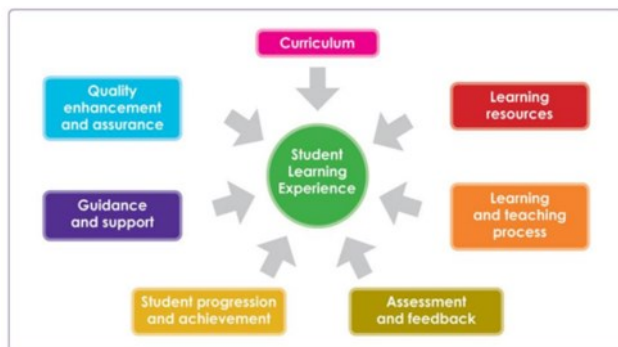 Curriculum
Quality
enhancement
and assurance
Learning
resources
Student
Learning
Experience
Guidance
and support
Learning
and teaching
process
Student progression
and achievement
Assessment
and feedback